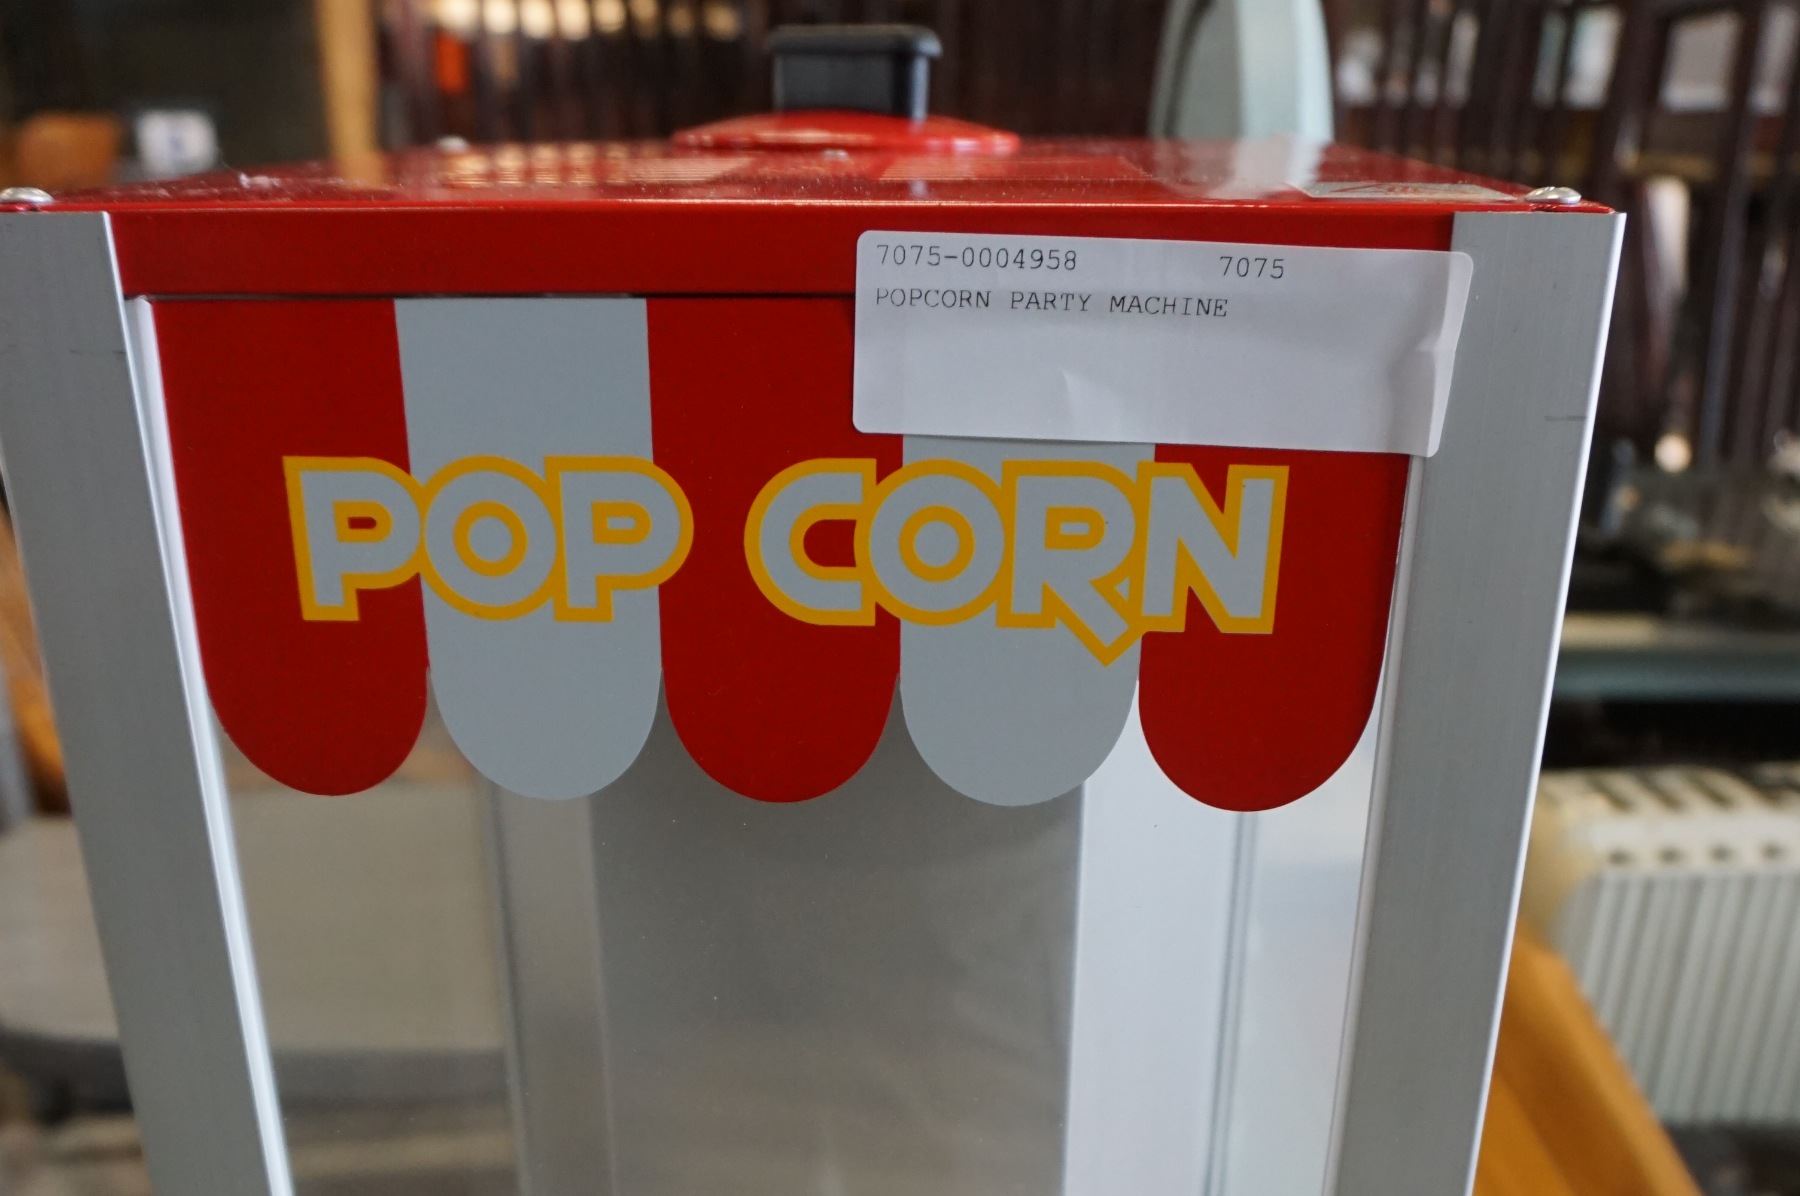 7075-0004958 7075
POPCORN PARTY MACHINE
POP CORN